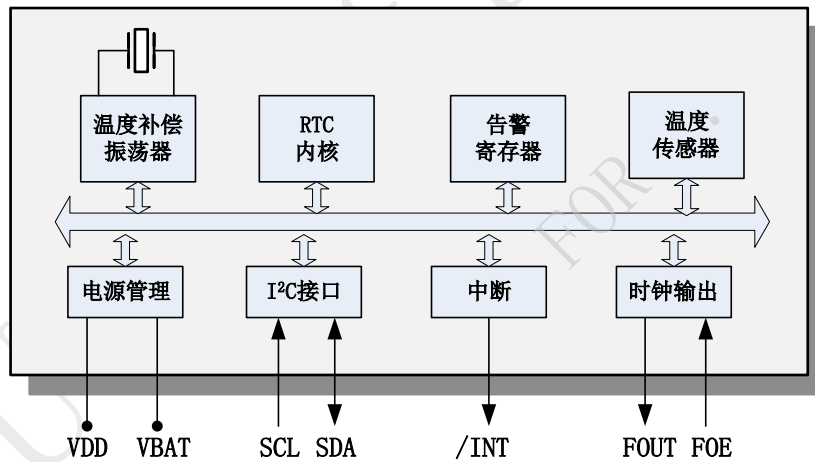 温度补偿
振荡器
RTC
内核
告警
寄存器
温度
传感器
电源管理
I²C接口
中断
时钟输出
VDD VBAT SCL SDA /INT FOUT FOE
FOR